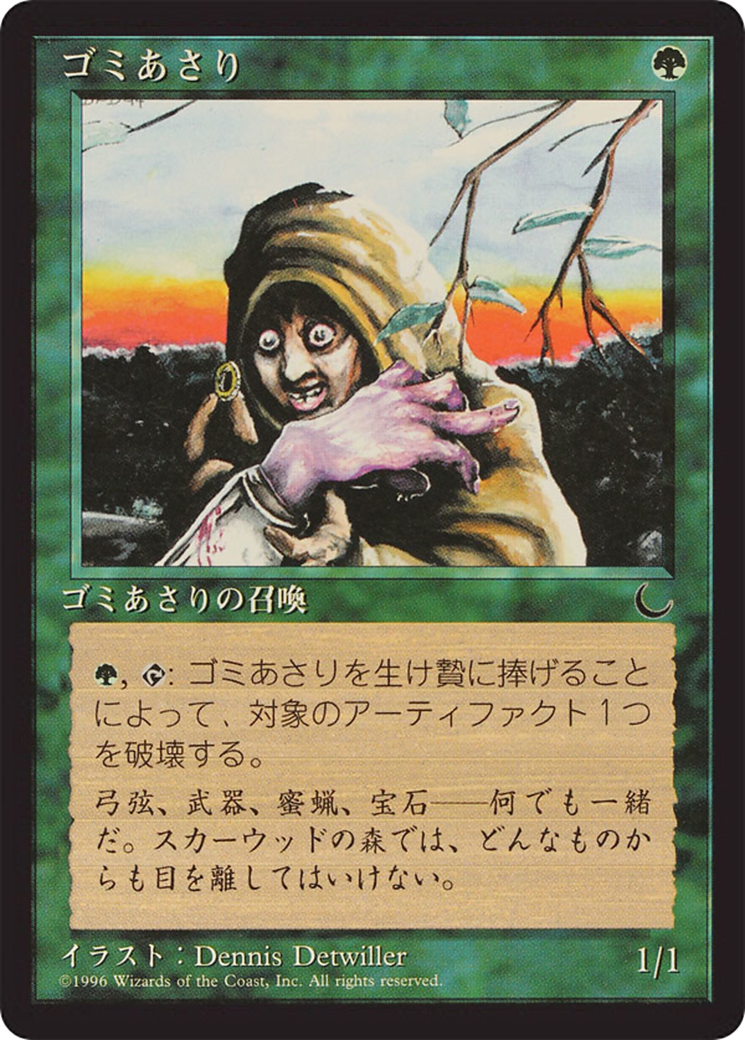 ゴミあさり
DAD 94
ゴミあさりの召喚
, : ゴミあさりを生け贄に捧げること
によって、対象のアーティファクト1つ
を破壊する。
弓弦、武器、蜜蝋、宝石――何でも一緒
だ。スカーウッドの森では、どんなものか
らも目を離してはいけない。
イラスト:Dennis Detwiller
1/1
©1996 Wizards of the Coast, Inc. All rights reserved.